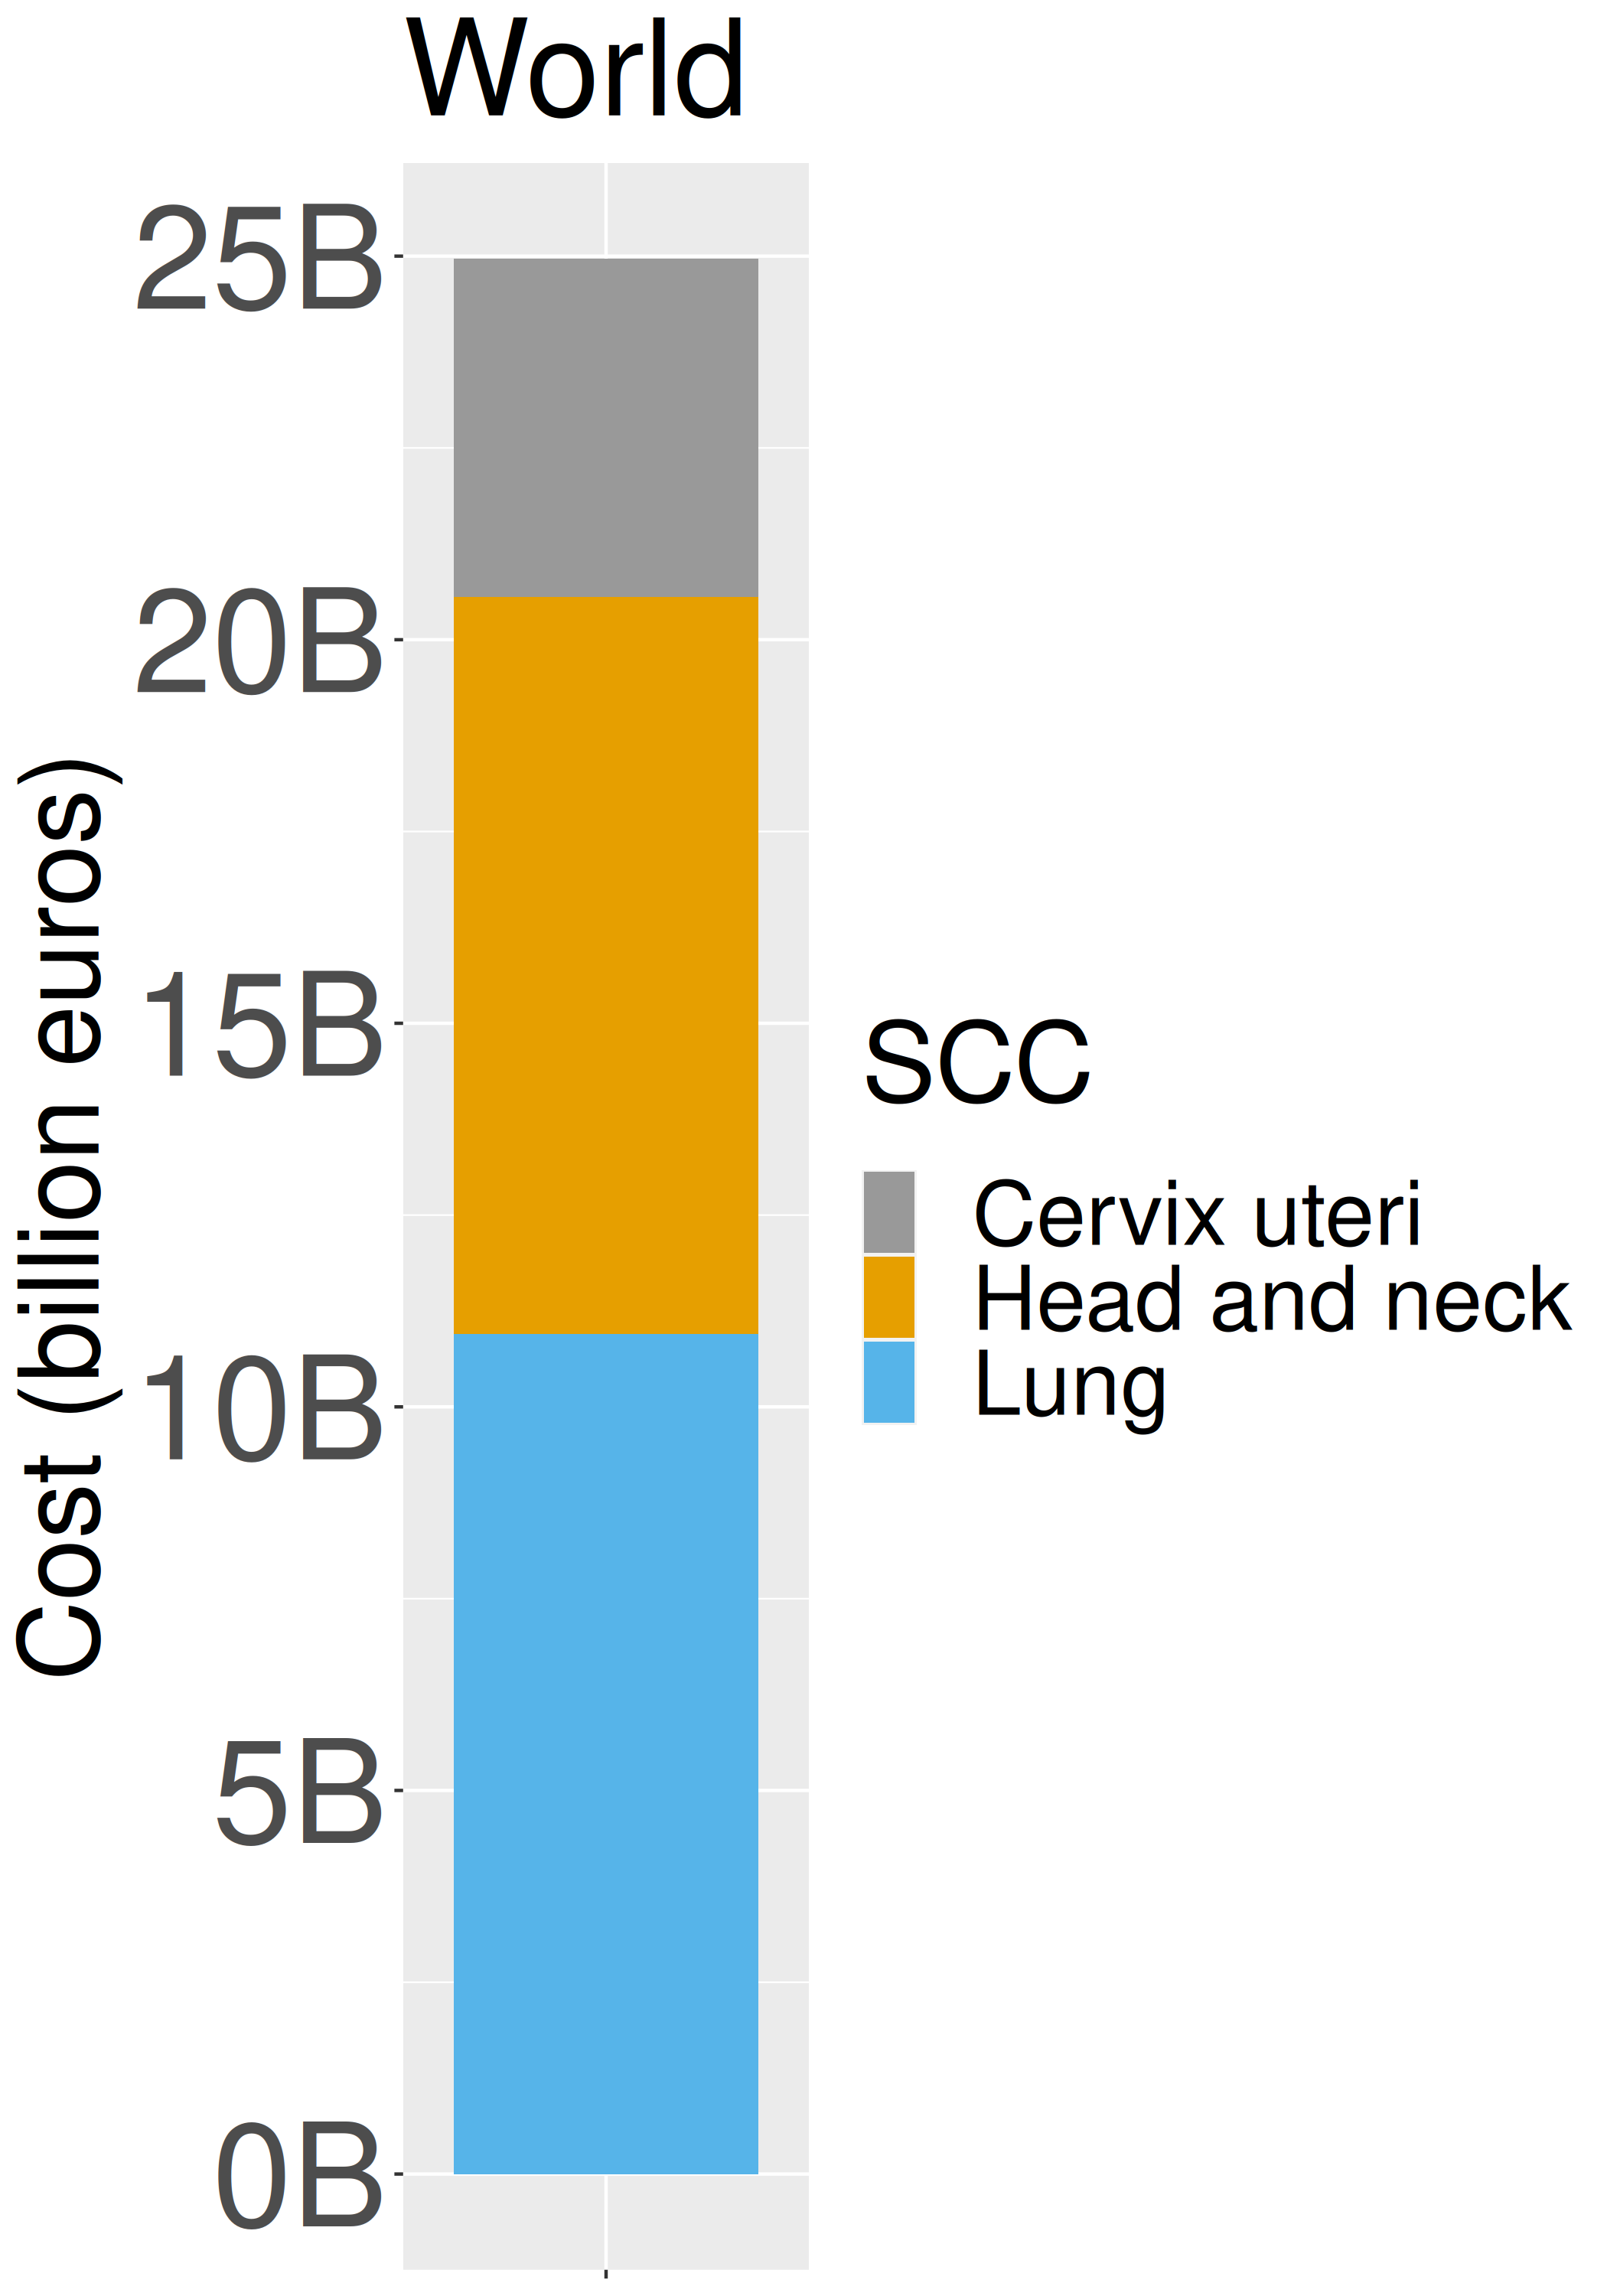 World
Cost (billion euros)
25B
20B
15B
10B
5B
0B
SCC
Cervix uteri
Head and neck
Lung